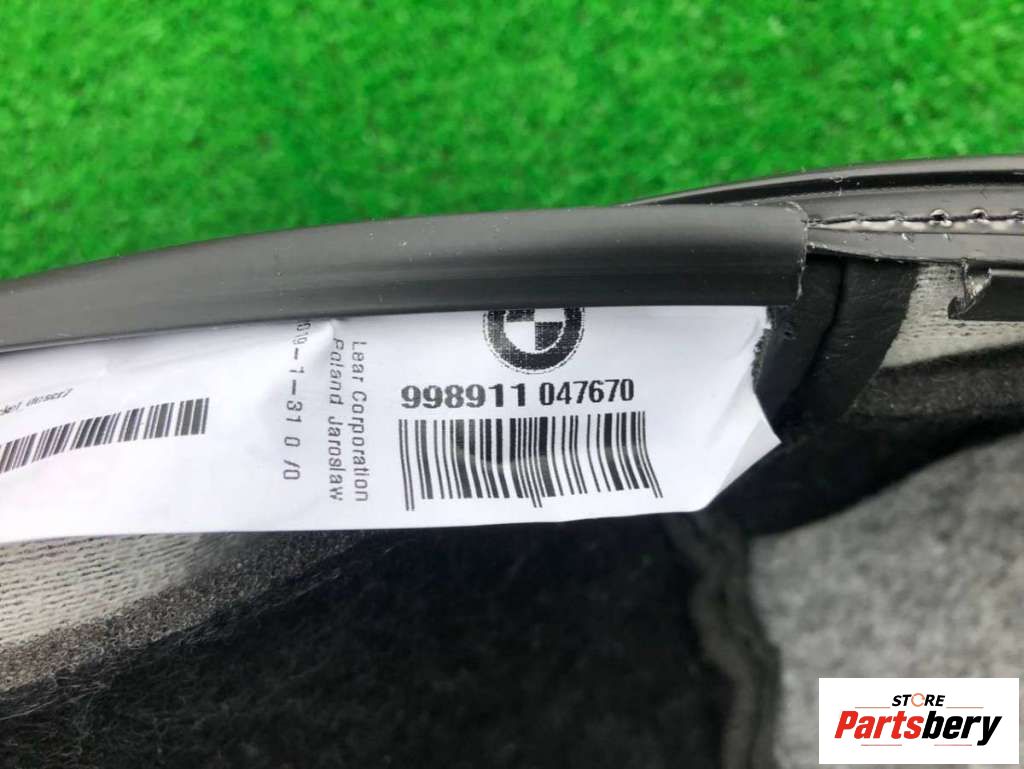 998911 047670
Lear Corporation
Poland Jaroslaw
STORE
Partsbery